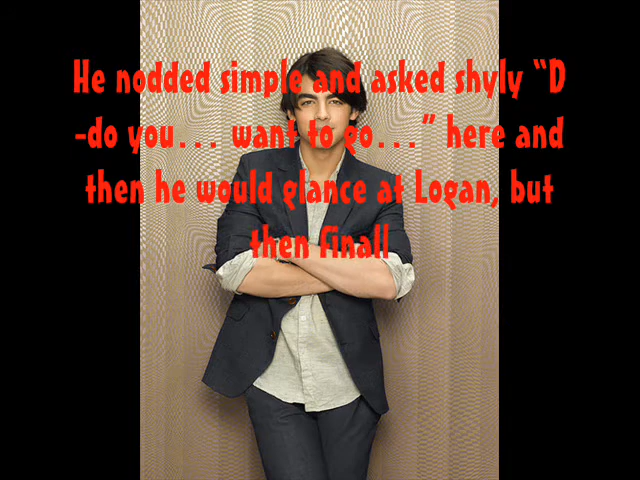 He nodded simple and asked shyly “D
-do you... want to go...” here and
then he would glance at Logan, but
then finall